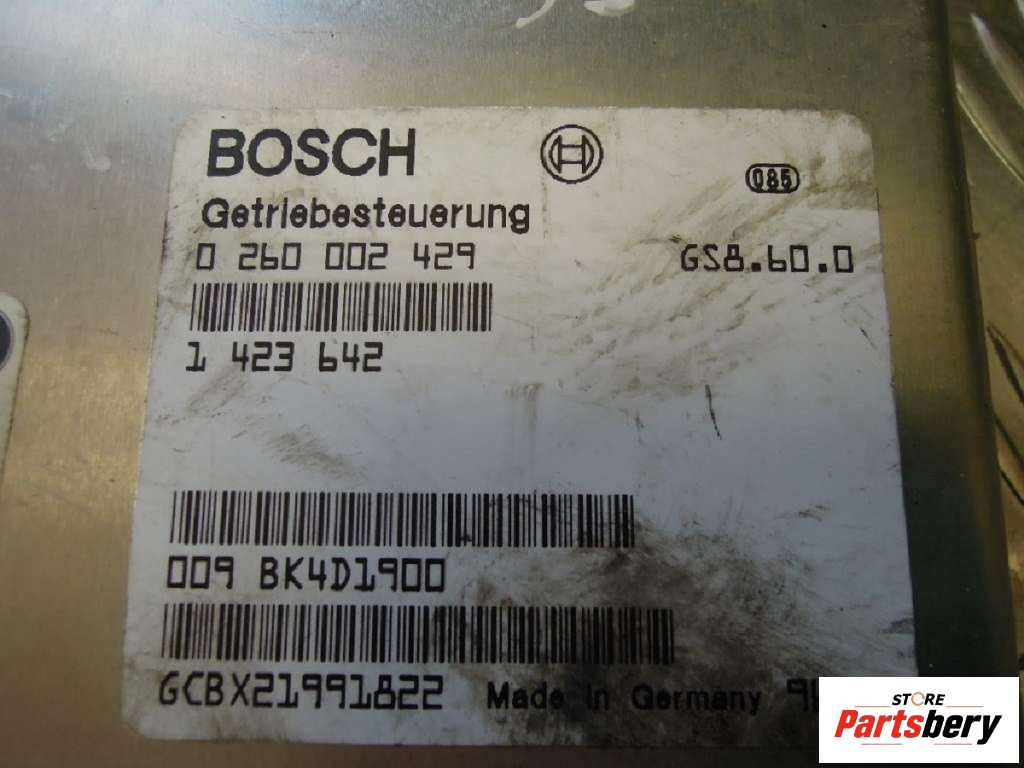 BOSCH
085
Getriebesteuerung
0 260 002 429 GS8.60.0
1 423 642
009 BK4D1900
GCBX21991822 Made In Germany
STORE
Partsbery